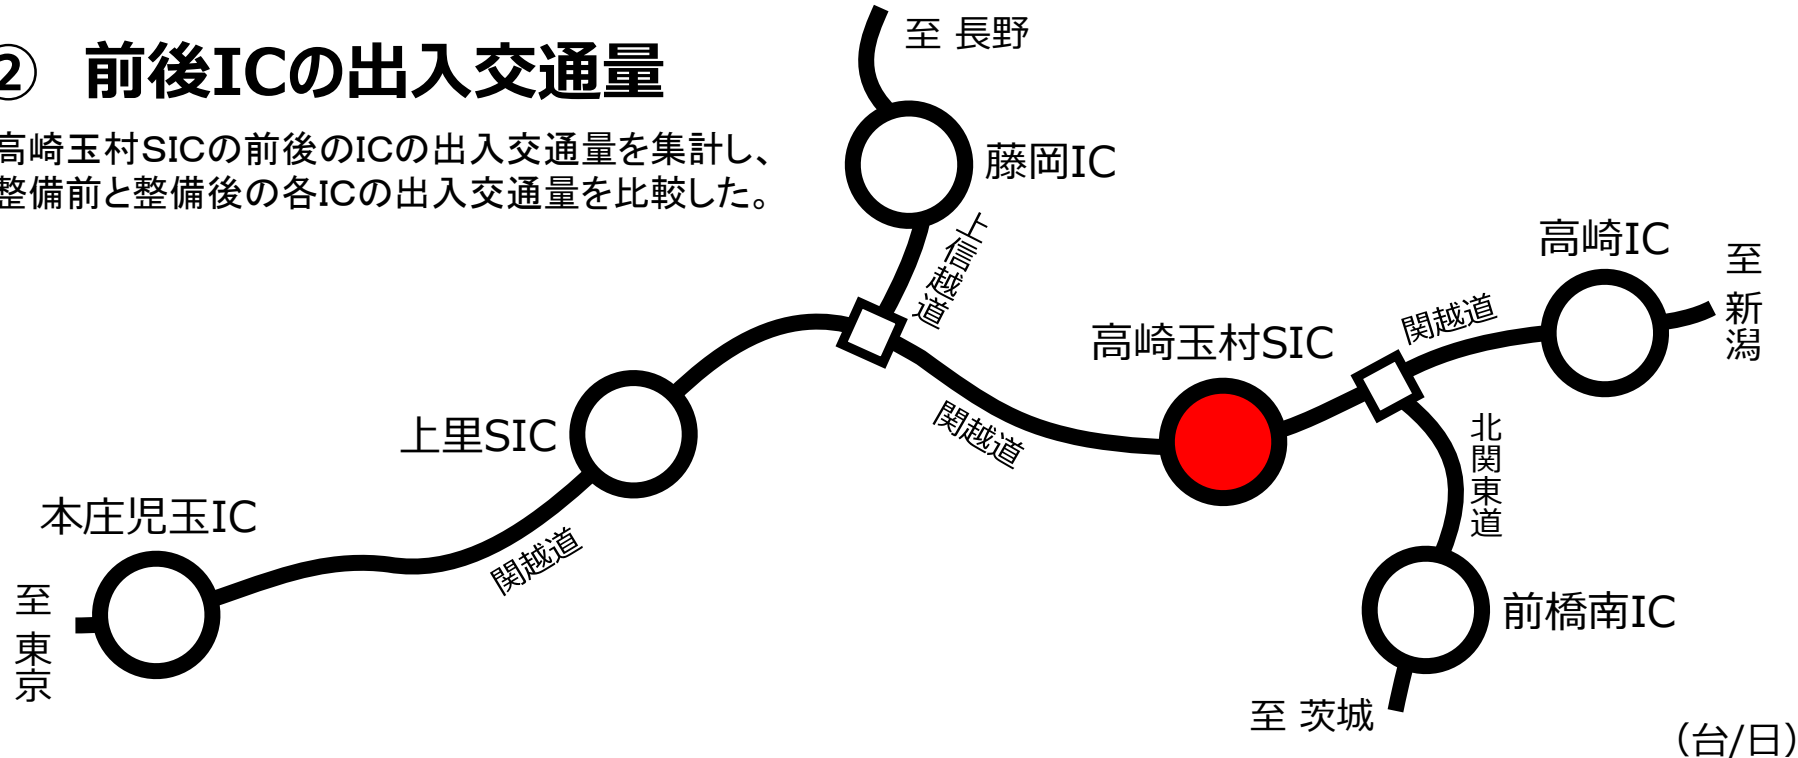 ② 前後ICの出入交通量
高崎玉村SICの前後のICの出入交通量を集計し、
整備前と整備後の各ICの出入交通量を比較した。
至 長野
藤岡IC
上信越道
高崎IC
至 新潟
関越道
高崎玉村SIC
関越道
上里SIC
北関東道
本庄児玉IC
関越道
至 東京
前橋南IC
至 茨城
(台/日)